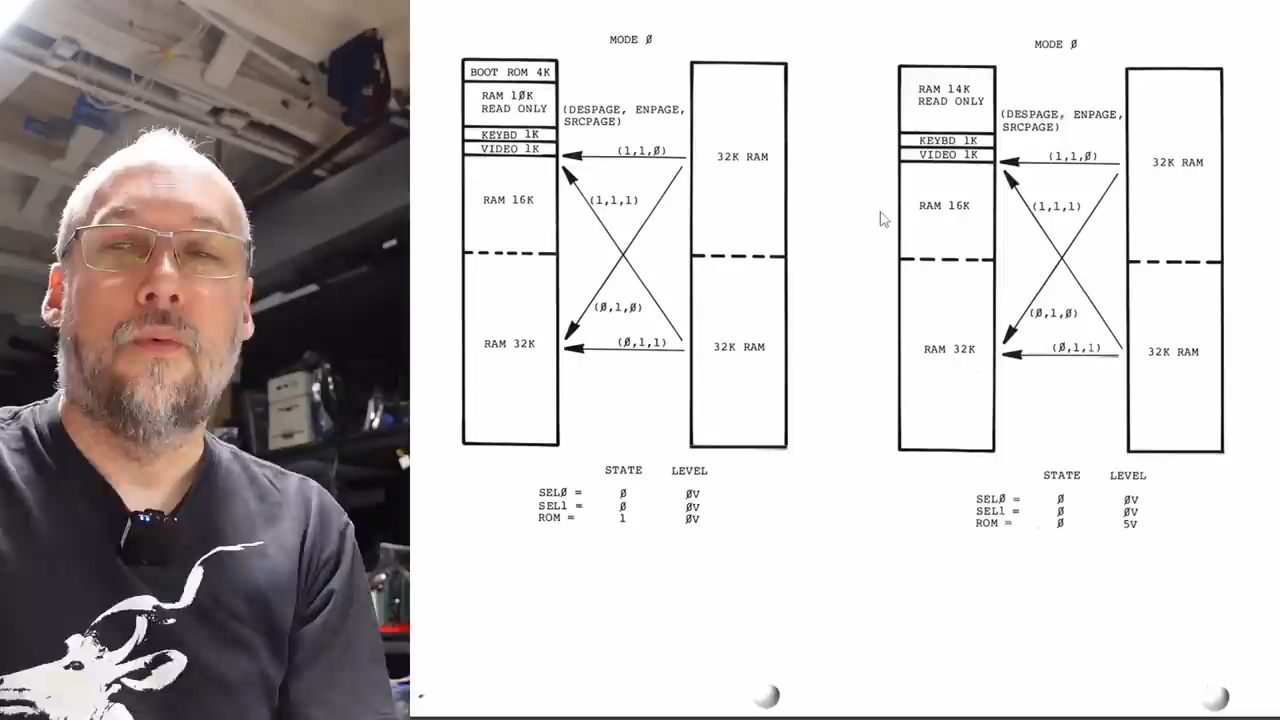 MODE Ø
BOOT ROM 4K
RAM 1ØK
READ ONLY
(DESPAGE, ENPAGE,
SRCPAGE)
KEYBD 1K
VIDEO 1K
(1,1,Ø)
32K RAM
RAM 16K
(1,1,1)
(Ø,1,Ø)
RAM 32K
(Ø,1,1)
32K RAM
STATE LEVEL
SELØ = Ø ØV
SEL1 = Ø ØV
ROM = 1 ØV
MODE Ø
RAM 14K
READ ONLY
(DESPAGE, ENPAGE,
SRCPAGE)
KEYBD 1K
VIDEO 1K
(1,1,Ø)
32K RAM
RAM 16K
(1,1,1)
(Ø,1,Ø)
RAM 32K
(Ø,1,1)
32K RAM
STATE LEVEL
SELØ = Ø ØV
SEL1 = Ø ØV
ROM = Ø 5V